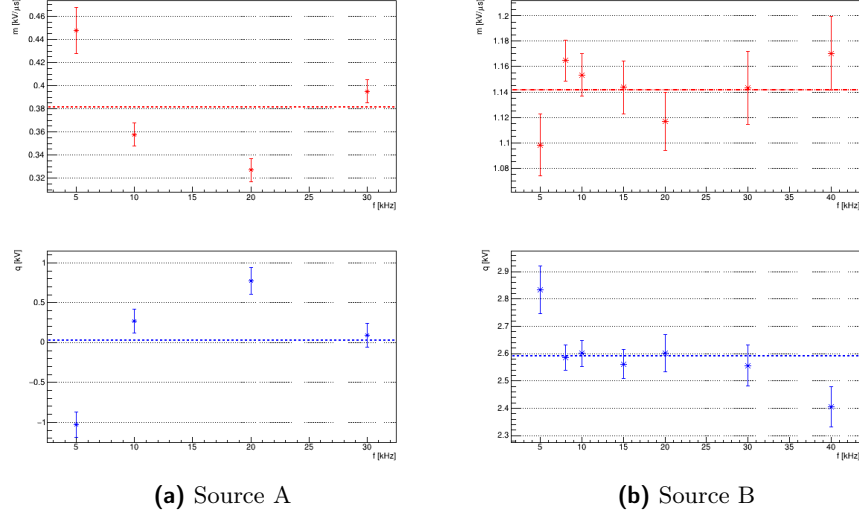 m [kV/μs]
0.46
0.44
0.42
0.4
0.38
0.36
0.34
0.32
5 10 15 20 25 30
f [kHz]
m [kV/μs]
1.2
1.18
1.16
1.14
1.12
1.1
1.08
5 10 15 20 25 30 35 40
f [kHz]
q [kV]
1
0.5
0
−0.5
−1
5 10 15 20 25 30
f [kHz]
q [kV]
2.9
2.8
2.7
2.6
2.5
2.4
2.3
5 10 15 20 25 30 35 40
f [kHz]
(a) Source A
(b) Source B